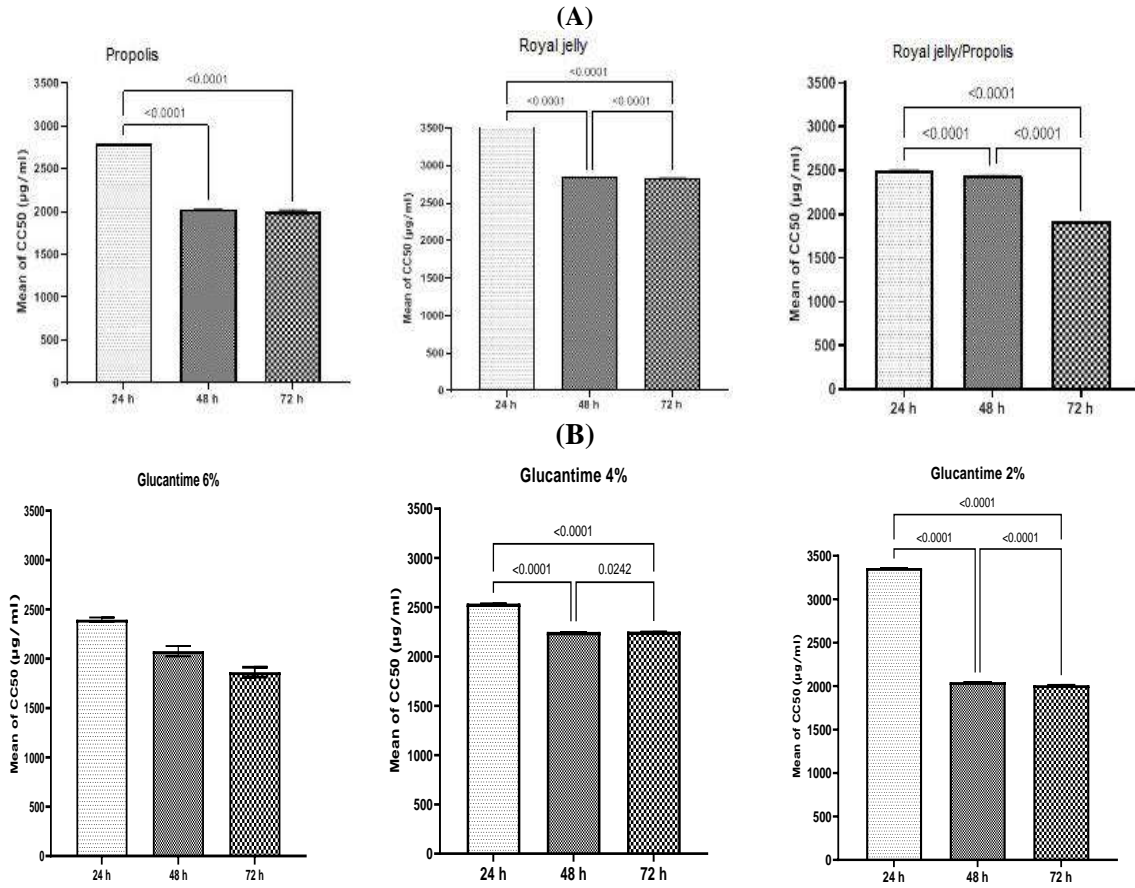 (A)
Propolis
<0.0001
<0.0001
3500
3000
2500
2000
1500
1000
500
0
Mean of CC50 (µg/ml)
24 h
48 h
72 h
Royal jelly
<0.0001
<0.0001
<0.0001
3500
3000
2500
2000
1500
1000
500
0
Mean of CC50 (µg/ml)
24 h
48 h
72 h
Royal jelly/Propolis
<0.0001
<0.0001
<0.0001
3500
3000
2500
2000
1500
1000
500
0
Mean of CC50 (µg/ml)
24 h
48 h
72 h
(B)
Glucantime 6%
3500
3000
2500
2000
1500
1000
500
0
Mean of CC50 (µg/ml)
24 h
48 h
72 h
Glucantime 4%
<0.0001
<0.0001
0.0242
3500
3000
2500
2000
1500
1000
500
0
Mean of CC50 (µg/ml)
24 h
48 h
72 h
Glucantime 2%
<0.0001
<0.0001
<0.0001
3500
3000
2500
2000
1500
1000
500
0
Mean of CC50 (µg/ml)
24 h
48 h
72 h